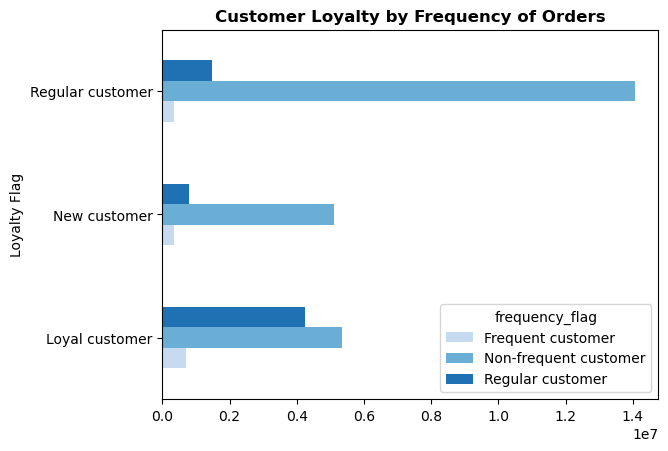 Customer Loyalty by Frequency of Orders
Loyalty Flag
Regular customer
New customer
Loyal customer
frequency_flag
Frequent customer
Non-frequent customer
Regular customer
0.0 0.2 0.4 0.6 0.8 1.0 1.2 1.4
1e7